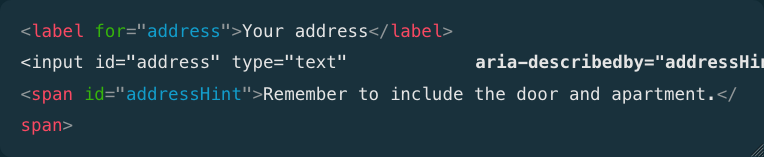 <label for="address">Your address</label>
<input id="address" type="text" aria-describedby="addressHi
<span id="addressHint">Remember to include the door and apartment.</
span>